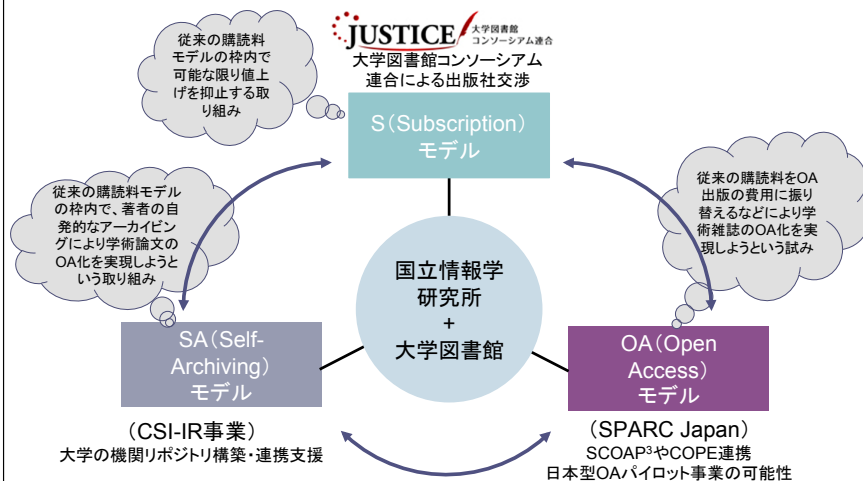 JUSTICE
大学図書館
コンソーシアム連合
大学図書館コンソーシアム
連合による出版社交渉
従来の購読料
モデルの枠内で
可能な限り値上
げを抑止する取
り組み
S(Subscription)
モデル
従来の購読料モデル
の枠内で、著者の自
発的なアーカイビン
グにより学術論文の
OA化を実現しようと
いう取り組み
従来の購読料をOA
出版の費用に振り
替えるなどにより学
術雑誌のOA化を実
現しようという試み
国立情報学
研究所
+
大学図書館
SA(Self-
Archiving)
モデル
OA(Open
Access)
モデル
(CSI-IR事業)
大学の機関リポジトリ構築・連携支援
(SPARC Japan)
SCOAP³やCOPE連携
日本型OAパイロット事業の可能性